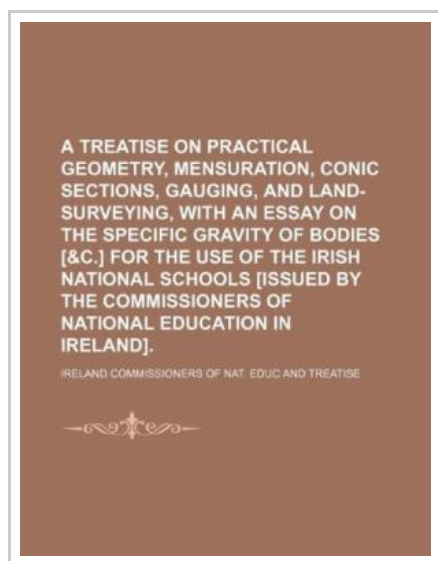 A TREATISE ON PRACTICAL
GEOMETRY, MENSURATION, CONIC
SECTIONS, GAUGING, AND LAND-
SURVEYING, WITH AN ESSAY ON
THE SPECIFIC GRAVITY OF BODIES
[&C.] FOR THE USE OF THE IRISH
NATIONAL SCHOOLS [ISSUED BY
THE COMMISSIONERS OF
NATIONAL EDUCATION IN
IRELAND].
IRELAND COMMISSIONERS OF NAT. EDUC AND TREATISE